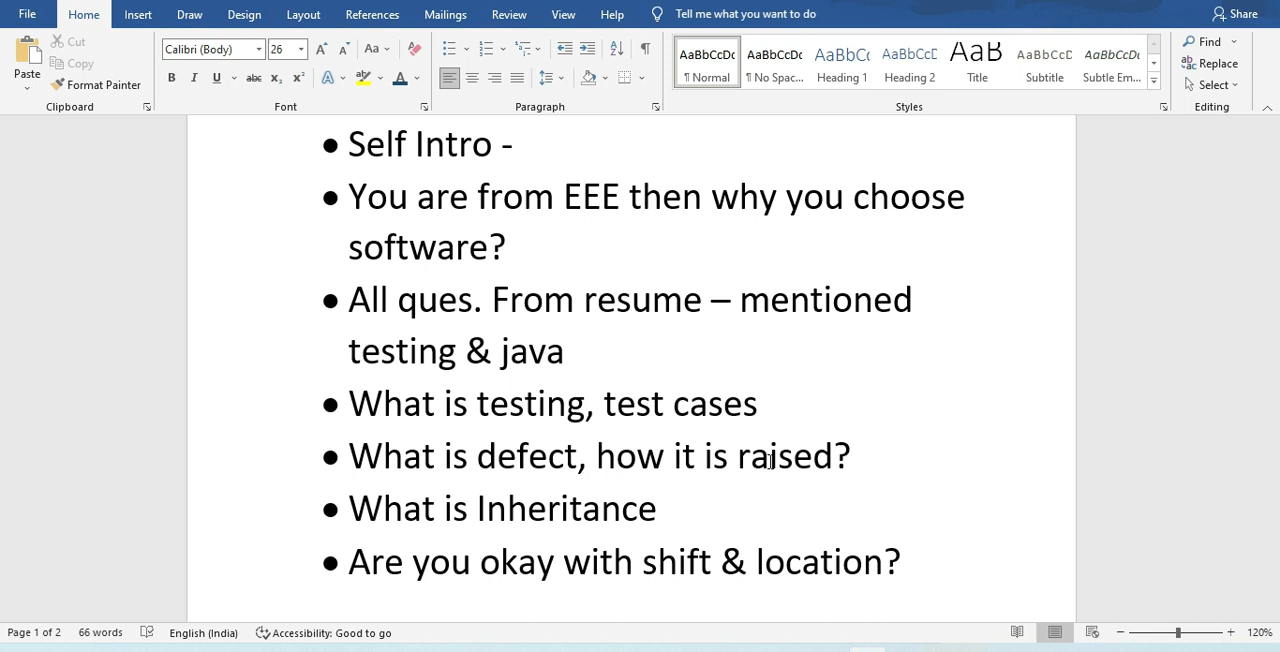 File Home Insert Draw Design Layout References Mailings Review View Help Tell me what you want to do Share
Cut Calibri (Body) 26 Aa AaBbCcDc AaBbCcDc AaBbCc AaBbCcD AaB AaBbCcD AaBbCcDc Find
Copy Replace
Paste Format Painter B I U abc x₂ x² A A ¶ Normal ¶ No Spac... Heading 1 Heading 2 Title Subtitle Subtle Em... Select
Clipboard Font Paragraph Styles Editing
• Self Intro -
• You are from EEE then why you choose
software?
• All ques. From resume – mentioned
testing & java
• What is testing, test cases
• What is defect, how it is raised?
• What is Inheritance
• Are you okay with shift & location?
Page 1 of 2 66 words English (India) Accessibility: Good to go 120%